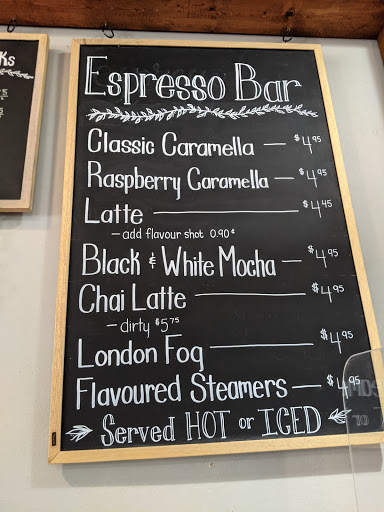 Ks
Espresso Bar
Classic Caramella — $4.95
Raspberry Caramella — $4.95
Latte — $4.45
— add flavour shot 0.90¢
Black & White Mocha — $4.95
Chai Latte — $4.95
— dirty $5.75
London Fog — $4.95
Flavoured Steamers — $4.95
Served HOT or ICED